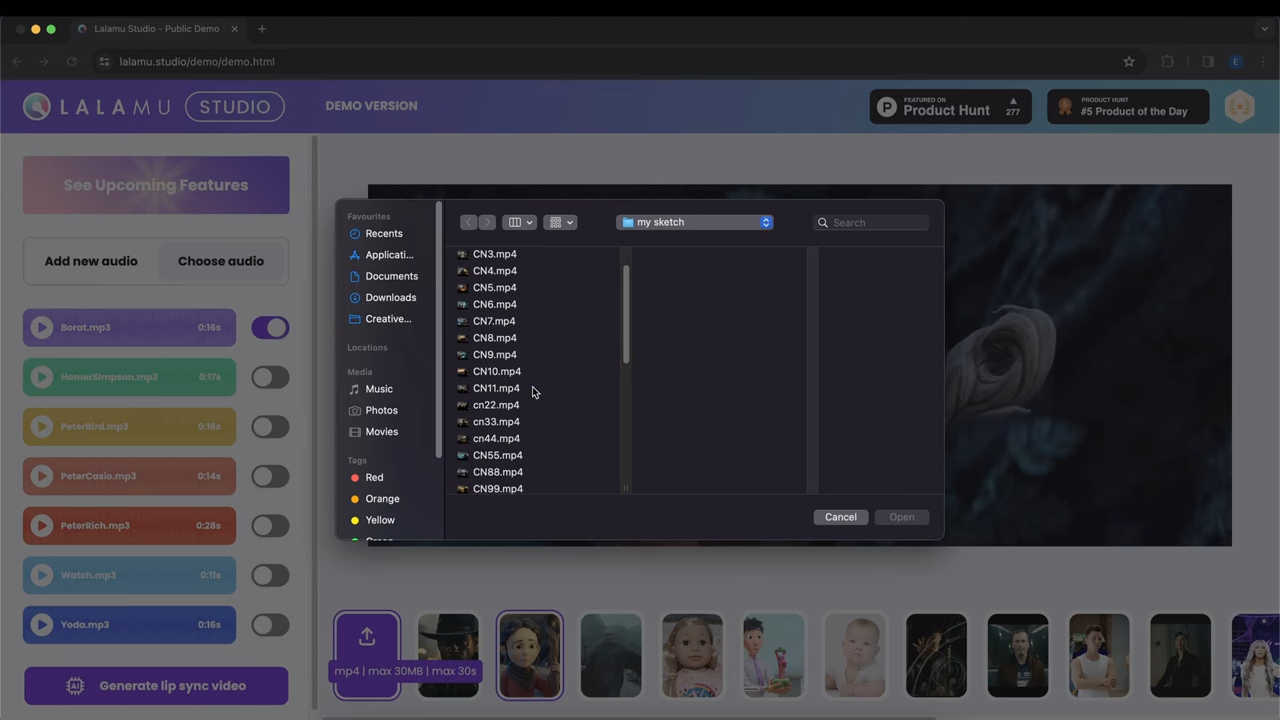 Lalamu Studio - Public Demo
lalamu.studio/demo/demo.html
E
LALAMU STUDIO
DEMO VERSION
FEATURED ON
Product Hunt
277
PRODUCT HUNT
#5 Product of the Day
See Upcoming Features
Add new audio
Choose audio
Borat.mp3 0:16s
HomerSimpson.mp3 0:17s
PeterBird.mp3 0:16s
PeterCasio.mp3 0:14s
PeterRich.mp3 0:28s
Watch.mp3 0:11s
Yoda.mp3 0:16s
Generate lip sync video
Favourites
Recents
Applicati...
Documents
Downloads
Creative...
Locations
Media
Music
Photos
Movies
Tags
Red
Orange
Yellow
my sketch
Search
CN3.mp4
CN4.mp4
CN5.mp4
CN6.mp4
CN7.mp4
CN8.mp4
CN9.mp4
CN10.mp4
CN11.mp4
cn22.mp4
cn33.mp4
cn44.mp4
CN55.mp4
CN88.mp4
CN99.mp4
Cancel
Open
mp4 | max 30MB | max 30s